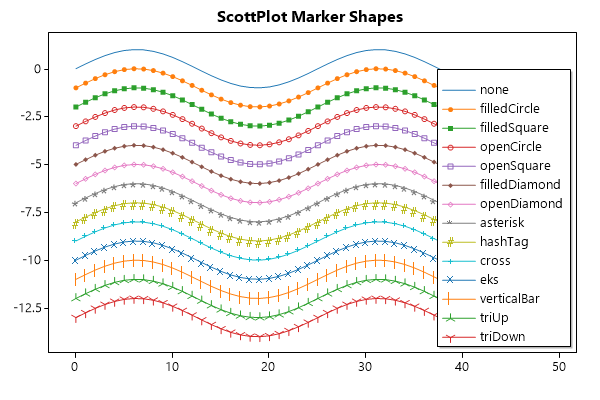 ScottPlot Marker Shapes
0
-2.5
-5
-7.5
-10
-12.5
none
filledCircle
filledSquare
openCircle
openSquare
filledDiamond
openDiamond
asterisk
hashTag
cross
eks
verticalBar
triUp
triDown
0 10 20 30 40 50